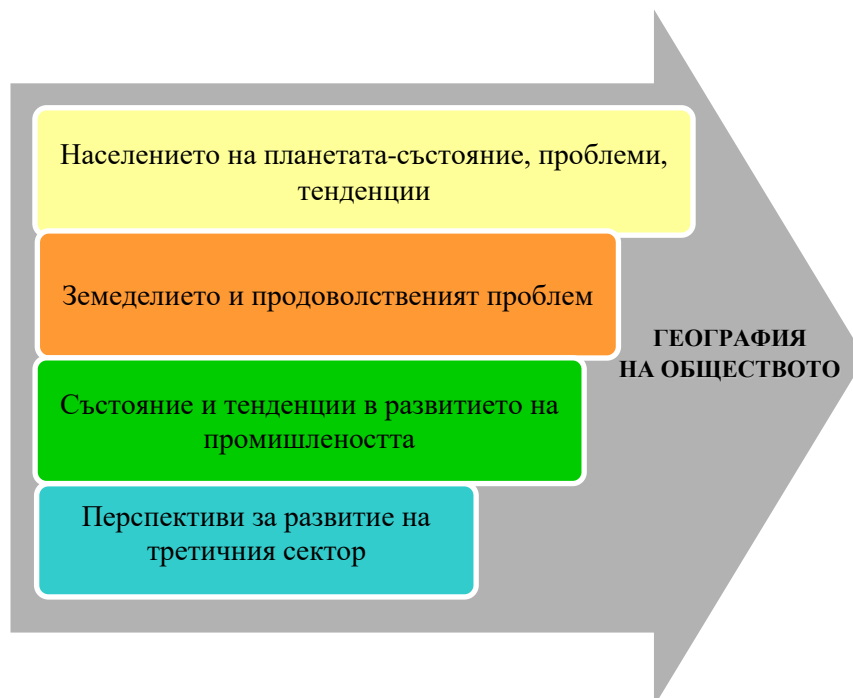 Населението на планетата-състояние, проблеми,
тенденции
Земеделието и продоволственият проблем
Състояние и тенденции в развитието на
промишлеността
Перспективи за развитие на
третичния сектор
ГЕОГРАФИЯ
НА ОБЩЕСТВОТО